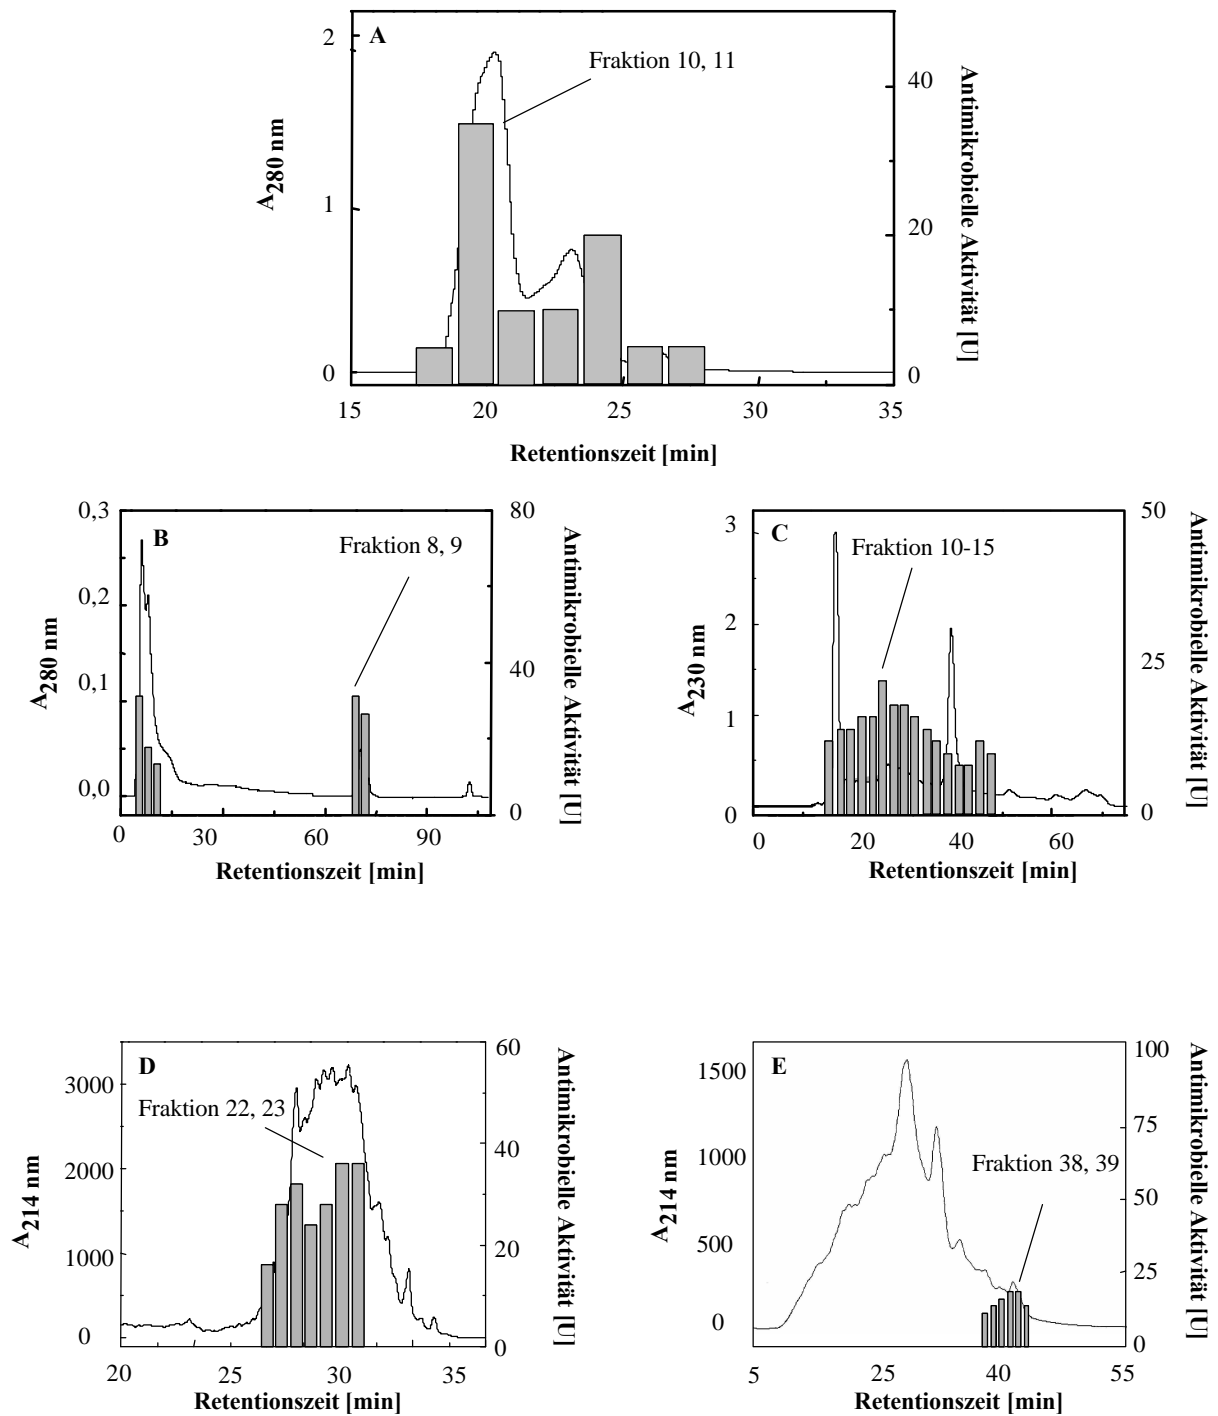 A
Fraktion 10, 11
2
1
0
A280 nm
40
20
0
Antimikrobielle Aktivität [U]
15 20 25 30 35
Retentionszeit [min]
B
Fraktion 8, 9
0,3
0,2
0,1
0,0
A280 nm
80
40
0
Antimikrobielle Aktivität [U]
0 30 60 90
Retentionszeit [min]
C
Fraktion 10-15
3
2
1
0
A230 nm
50
25
0
Antimikrobielle Aktivität [U]
0 20 40 60
Retentionszeit [min]
D
Fraktion 22, 23
3000
2000
1000
0
A214 nm
60
40
20
0
Antimikrobielle Aktivität [U]
20 25 30 35
Retentionszeit [min]
E
Fraktion 38, 39
1500
1000
500
0
A214 nm
100
75
50
25
0
Antimikrobielle Aktivität [U]
5 25 40 55
Retentionszeit [min]